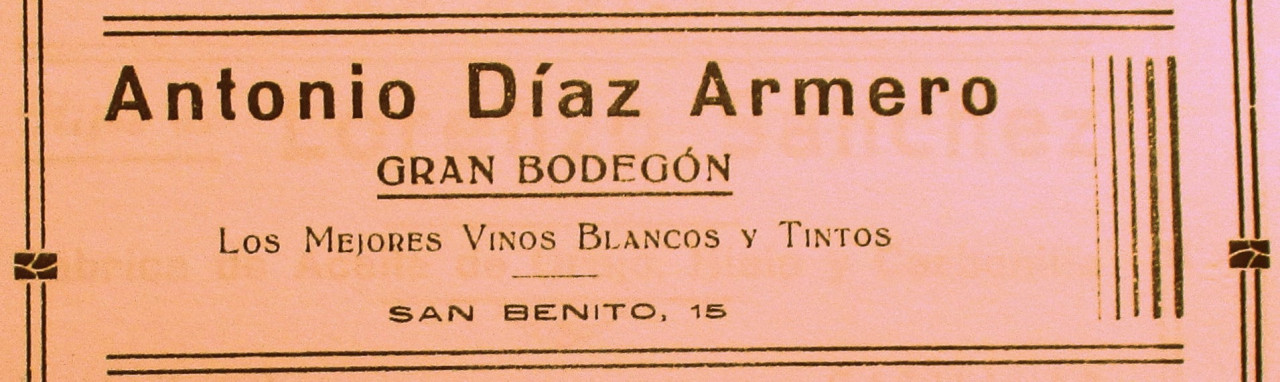 Antonio Díaz Armero
GRAN BODEGÓN
Los Mejores Vinos Blancos y Tintos
SAN BENITO, 15